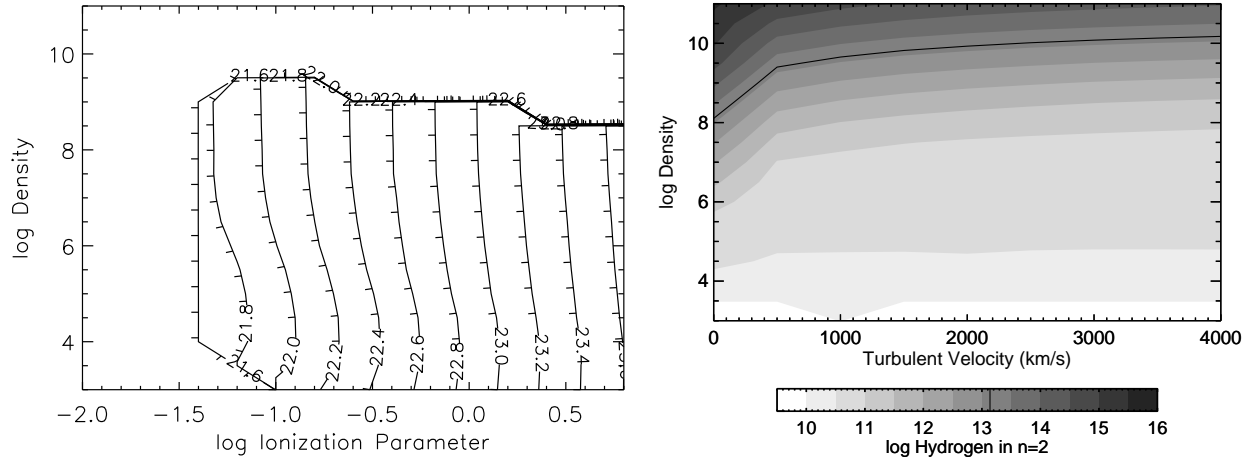 10
8
6
4
log Density
21.6 21.8
22.2 22.4
22.6
21.6
21.8
22.0
22.2
22.4
22.6
22.8
23.0
23.2
23.4
-2.0 -1.5 -1.0 -0.5 0.0 0.5
log Ionization Parameter
10
8
6
4
log Density
0 1000 2000 3000 4000
Turbulent Velocity (km/s)
10 11 12 13 14 15 16
log Hydrogen in n=2